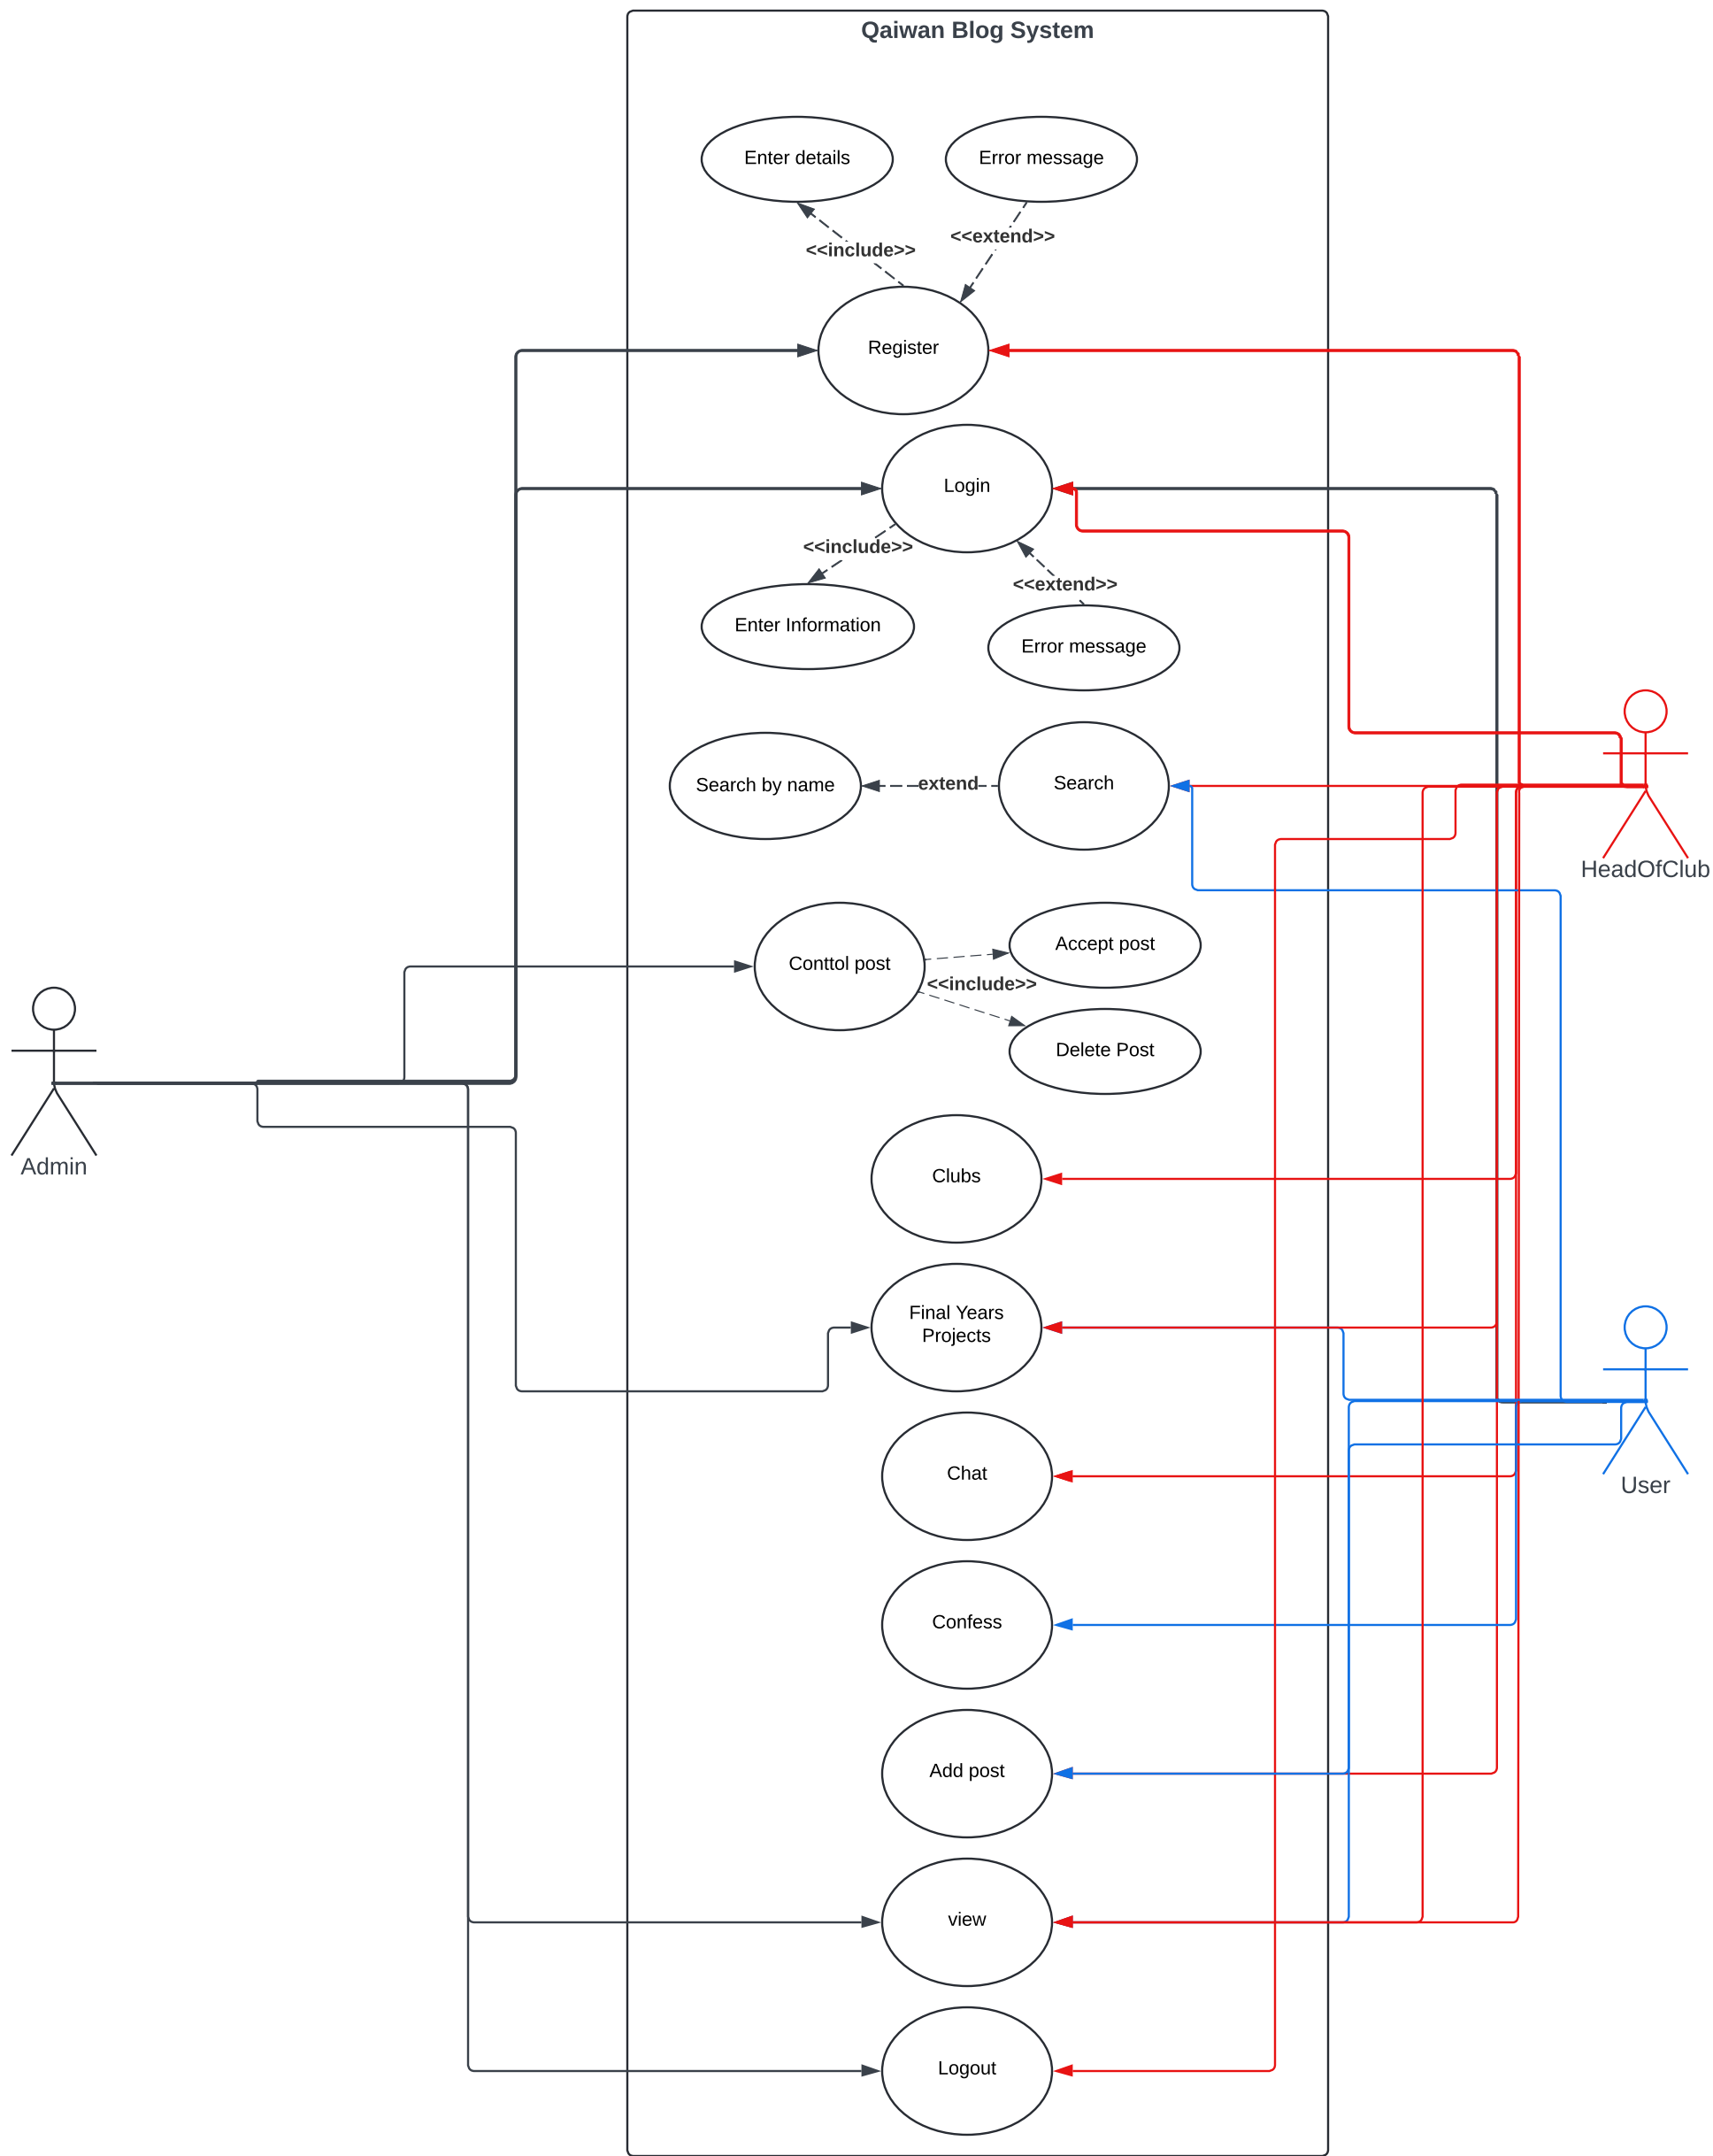 Qaiwan Blog System
Enter details
Error message
<<include>>
<<extend>>
Register
Login
<<include>>
<<extend>>
Enter Information
Error message
Search by name
extend
Search
HeadOfClub
Conttol post
Accept post
<<include>>
Delete Post
Admin
Clubs
Final Years
Projects
Chat
User
Confess
Add post
view
Logout